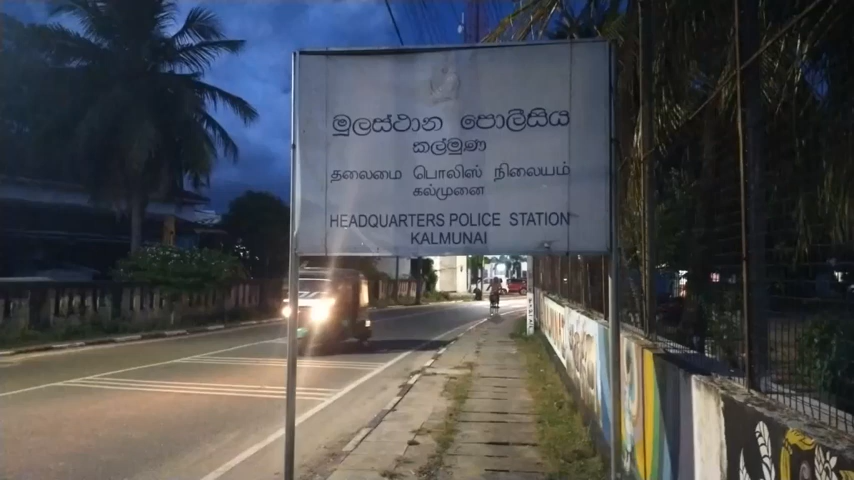 මූලස්ථාන පොලීසිය
කල්මුණ
தலைமை பொலிஸ் நிலையம்
கல்முனை
HEADQUARTERS POLICE STATION
KALMUNAI